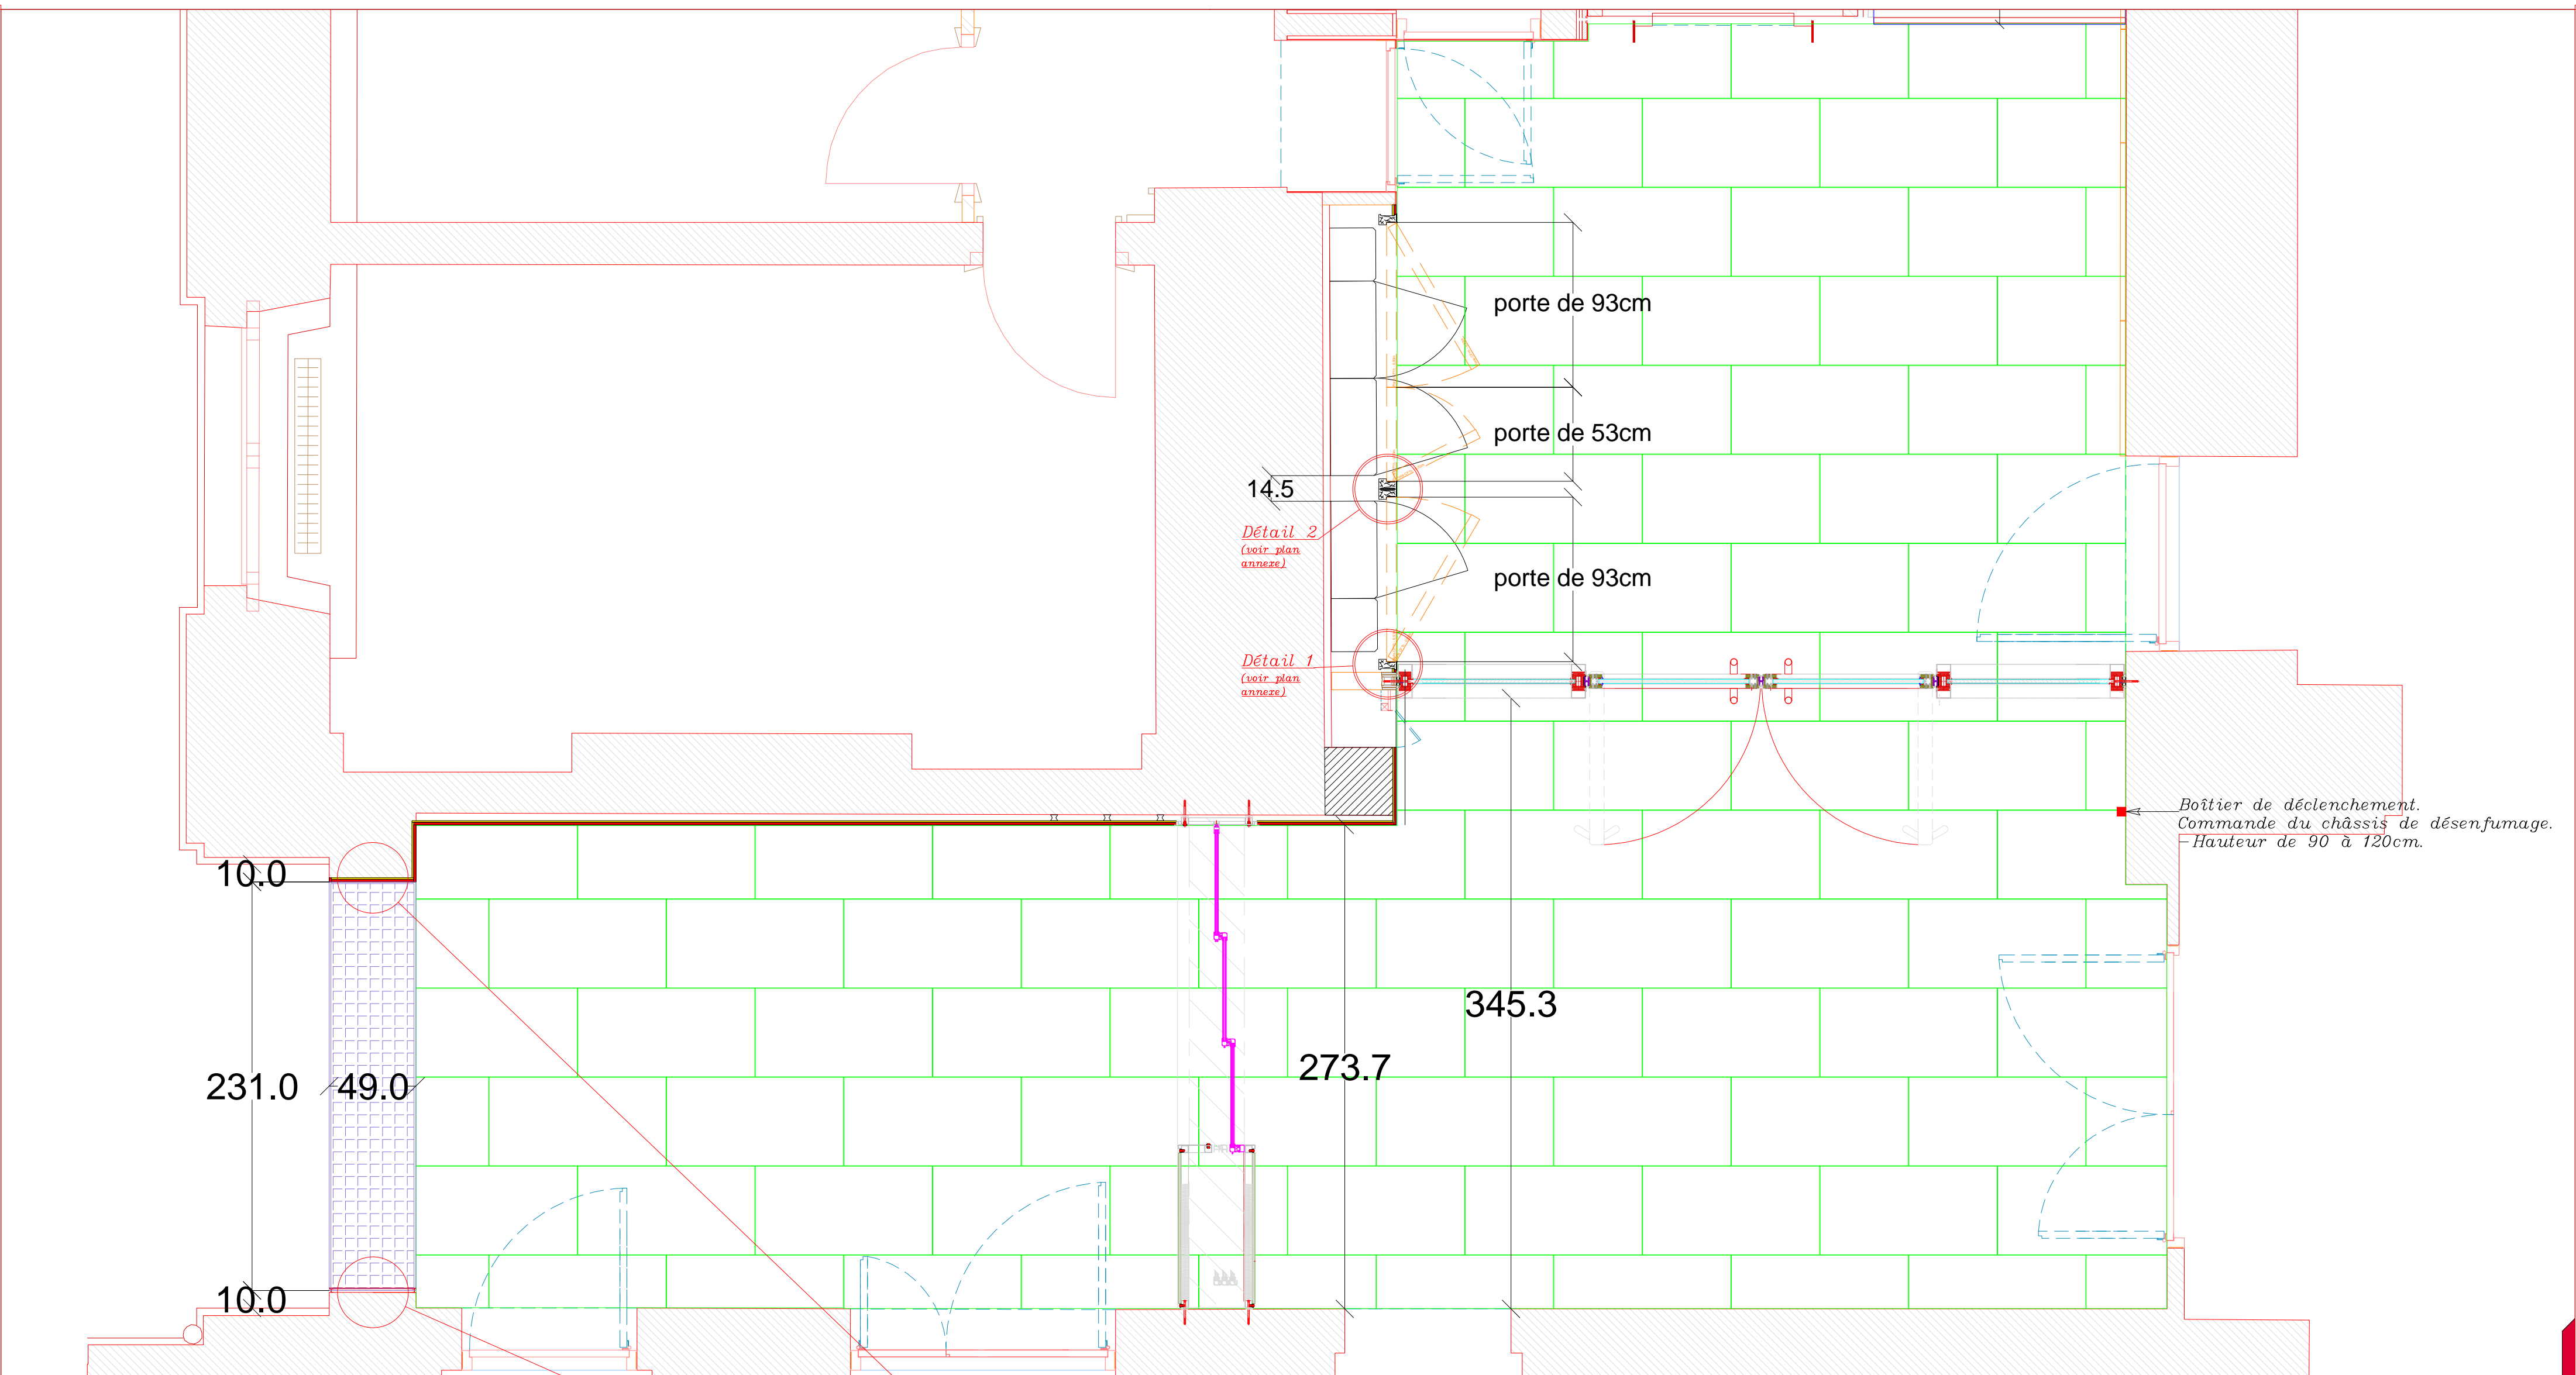 porte de 93cm
porte de 53cm
14.5
Détail 2
(voir plan
annexe)
porte de 93cm
Détail 1
(voir plan
annexe)
Boîtier de déclenchement.
Commande du châssis de désenfumage.
-Hauteur de 90 à 120cm.
10.0
345.3
273.7
231.0
49.0
10.0